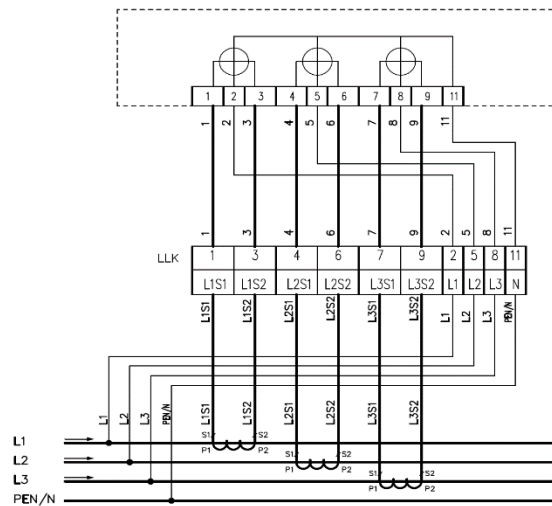 1 2 3 4 5 6 7 8 9 11
1 2 3 4 5 6 7 8 9 11
1 3 4 6 7 9 2 5 8 11
LLK 1 3 4 6 7 9 2 5 8 11
L1S1 L1S2 L2S1 L2S2 L3S1 L3S2 L1 L2 L3 N
L1S1 L1S2 L2S1 L2S2 L3S1 L3S2 L1 L2 L3 PEN/N
L1 L2 L3 PEN/N L1S1 L1S2 L2S1 L2S2 L3S1 L3S2
S1 S2
L1
P1 P2
S1 S2
L2
P1 P2
S1 S2
L3
P1 P2
PEN/N